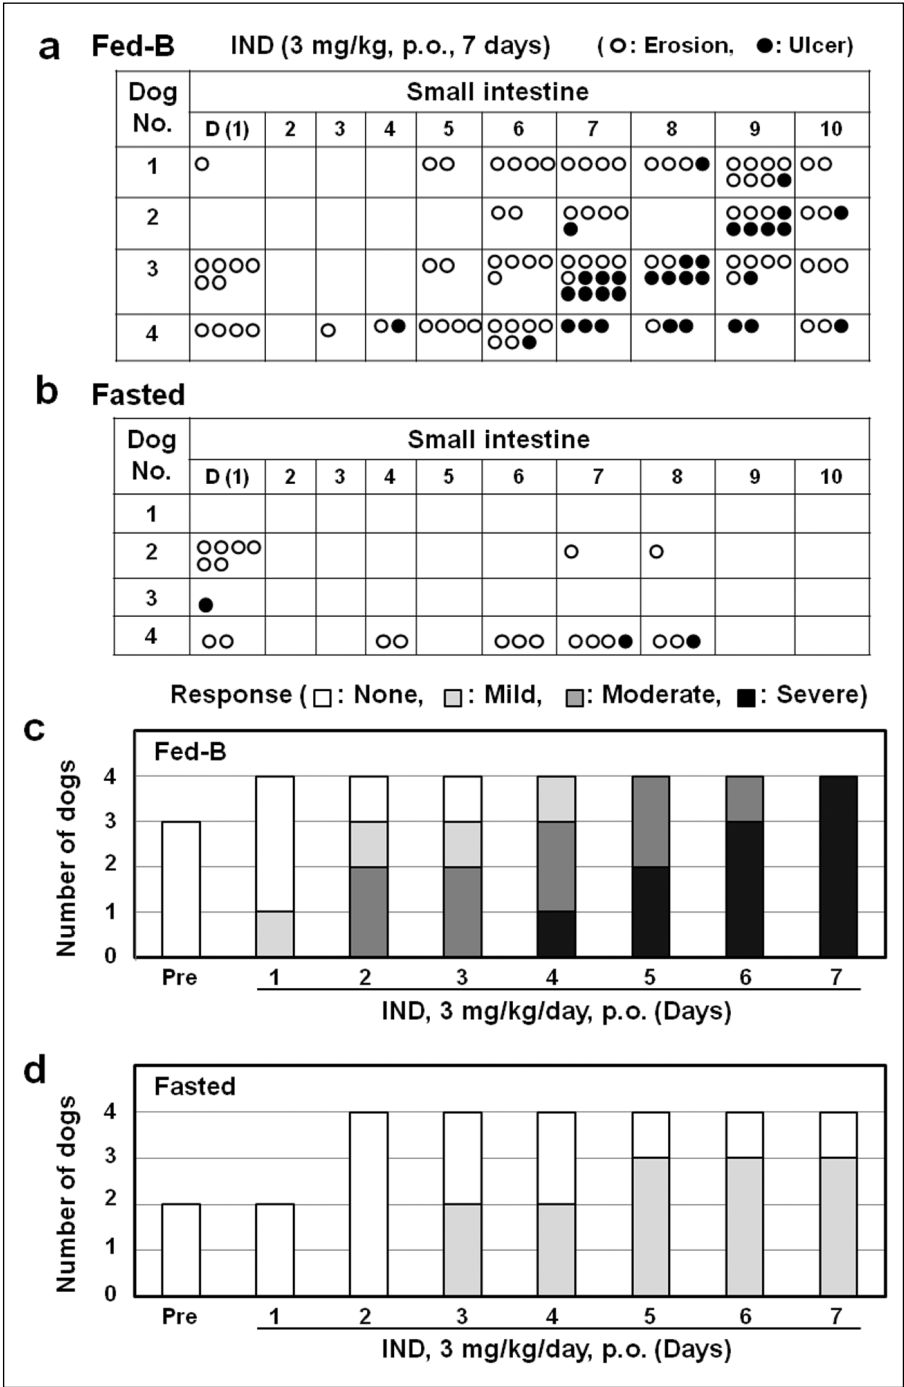 a Fed-B IND (3 mg/kg, p.o., 7 days) ( ○: Erosion, ●: Ulcer)
Dog No. Small intestine
D (1) 2 3 4 5 6 7 8 9 10
1
2
3
4
b Fasted
Dog No. Small intestine
D (1) 2 3 4 5 6 7 8 9 10
1
2
3
4
Response ( □: None, : Mild, : Moderate, ■: Severe)
c
Fed-B
Number of dogs
4
3
2
1
0
Pre 1 2 3 4 5 6 7
IND, 3 mg/kg/day, p.o. (Days)
d
Fasted
Number of dogs
4
3
2
1
0
Pre 1 2 3 4 5 6 7
IND, 3 mg/kg/day, p.o. (Days)